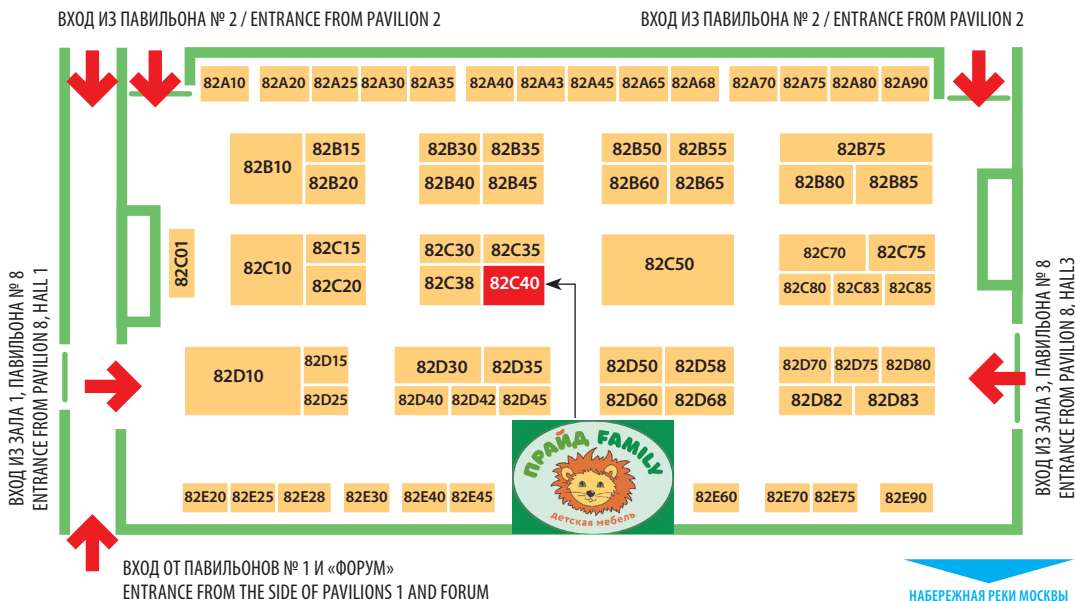 ВХОД ИЗ ПАВИЛЬОНА № 2 / ENTRANCE FROM PAVILION 2
ВХОД ИЗ ПАВИЛЬОНА № 2 / ENTRANCE FROM PAVILION 2
82A10 82A20 82A25 82A30 82A35 82A40 82A43 82A45 82A65 82A68 82A70 82A75 82A80 82A90
82B10 82B15 82B30 82B35 82B50 82B55 82B75
82B20 82B40 82B45 82B60 82B65 82B80 82B85
82C01
82C10 82C15 82C30 82C35 82C50 82C70 82C75
82C20 82C38 82C40 82C80 82C83 82C85
ВХОД ИЗ ЗАЛА 1, ПАВИЛЬОНА № 8
ENTRANCE FROM PAVILION 8, HALL 1
ВХОД ИЗ ЗАЛА 3, ПАВИЛЬОНА № 8
ENTRANCE FROM PAVILION 8, HALL3
82D10 82D15 82D30 82D35 82D50 82D58 82D70 82D75 82D80
82D25 82D40 82D42 82D45 82D60 82D68 82D82 82D83
ПРАЙД FAMILY
детская мебель
82E20 82E25 82E28 82E30 82E40 82E45 82E60 82E70 82E75 82E90
ВХОД ОТ ПАВИЛЬОНОВ № 1 И «ФОРУМ»
ENTRANCE FROM THE SIDE OF PAVILIONS 1 AND FORUM
НАБЕРЕЖНАЯ РЕКИ МОСКВЫ